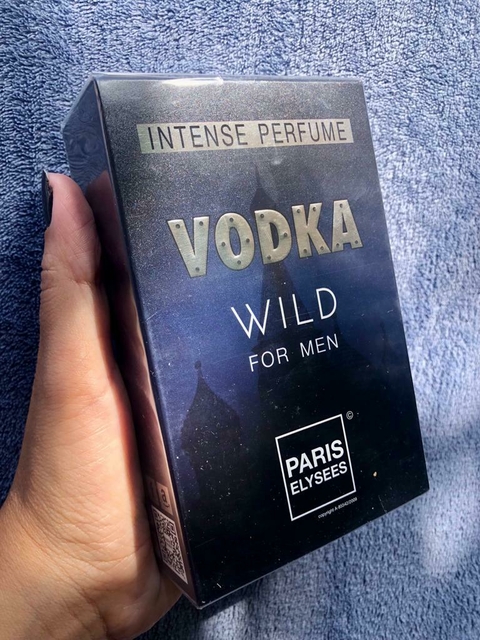 INTENSE PERFUME
VODKA
WILD
FOR MEN
©
PARIS
ELYSEES